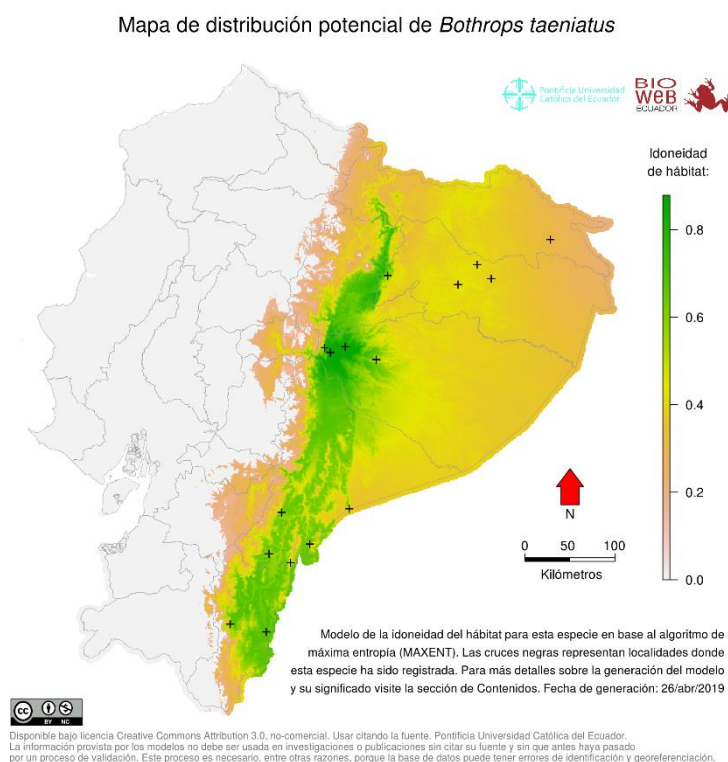 Mapa de distribución potencial de Bothrops taeniatus
Pontificia Universidad
Católica del Ecuador
BIO
WEB
ECUADOR
Idoneidad
de hábitat:
0.8
0.6
0.4
0.2
0.0
N
0 50 100
Kilómetros
Modelo de la idoneidad del hábitat para esta especie en base al algoritmo de
máxima entropía (MAXENT). Las cruces negras representan localidades donde
esta especie ha sido registrada. Para más detalles sobre la generación del modelo
y su significado visite la sección de Contenidos. Fecha de generación: 26/abr/2019
cc BY NC
Disponible bajo licencia Creative Commons Attribution 3.0, no-comercial. Usar citando la fuente. Pontificia Universidad Católica del Ecuador.
La información provista por los modelos no debe ser usada en investigaciones o publicaciones sin citar su fuente y sin que antes haya pasado
por un proceso de validación. Este proceso es necesario, entre otras razones, porque la base de datos puede tener errores de identificación y georeferenciación.